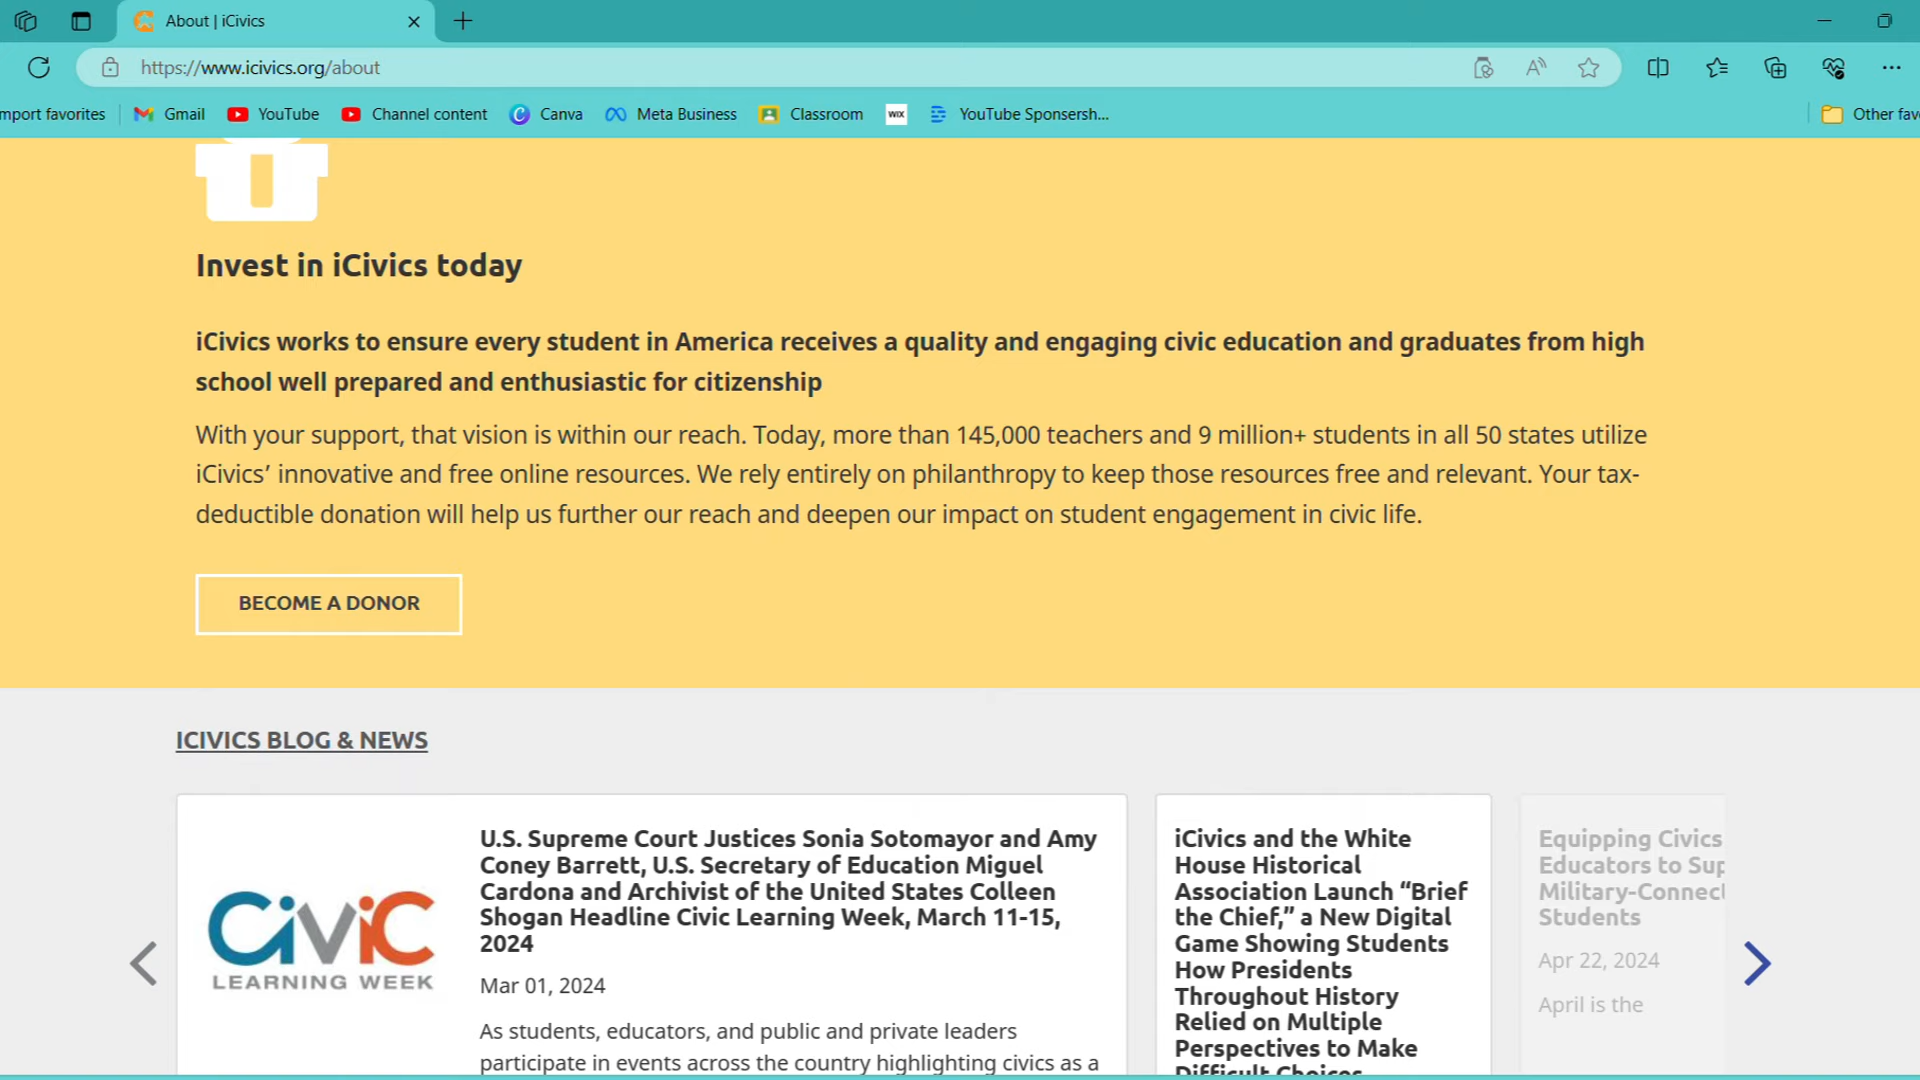 About | iCivics
https://www.icivics.org/about
mport favorites
Gmail
YouTube
Channel content
Canva
Meta Business
Classroom
WIX
YouTube Sponsersh...
Other fav
Invest in iCivics today
iCivics works to ensure every student in America receives a quality and engaging civic education and graduates from high
school well prepared and enthusiastic for citizenship
With your support, that vision is within our reach. Today, more than 145,000 teachers and 9 million+ students in all 50 states utilize
iCivics’ innovative and free online resources. We rely entirely on philanthropy to keep those resources free and relevant. Your tax-
deductible donation will help us further our reach and deepen our impact on student engagement in civic life.
BECOME A DONOR
ICIVICS BLOG & NEWS
CiViC
LEARNING WEEK
U.S. Supreme Court Justices Sonia Sotomayor and Amy
Coney Barrett, U.S. Secretary of Education Miguel
Cardona and Archivist of the United States Colleen
Shogan Headline Civic Learning Week, March 11-15,
2024
Mar 01, 2024
As students, educators, and public and private leaders
participate in events across the country highlighting civics as a
iCivics and the White
House Historical
Association Launch “Brief
the Chief,” a New Digital
Game Showing Students
How Presidents
Throughout History
Relied on Multiple
Perspectives to Make
Difficult Choices
Equipping Civics
Educators to Sup
Military-Connect
Students
Apr 22, 2024
April is the